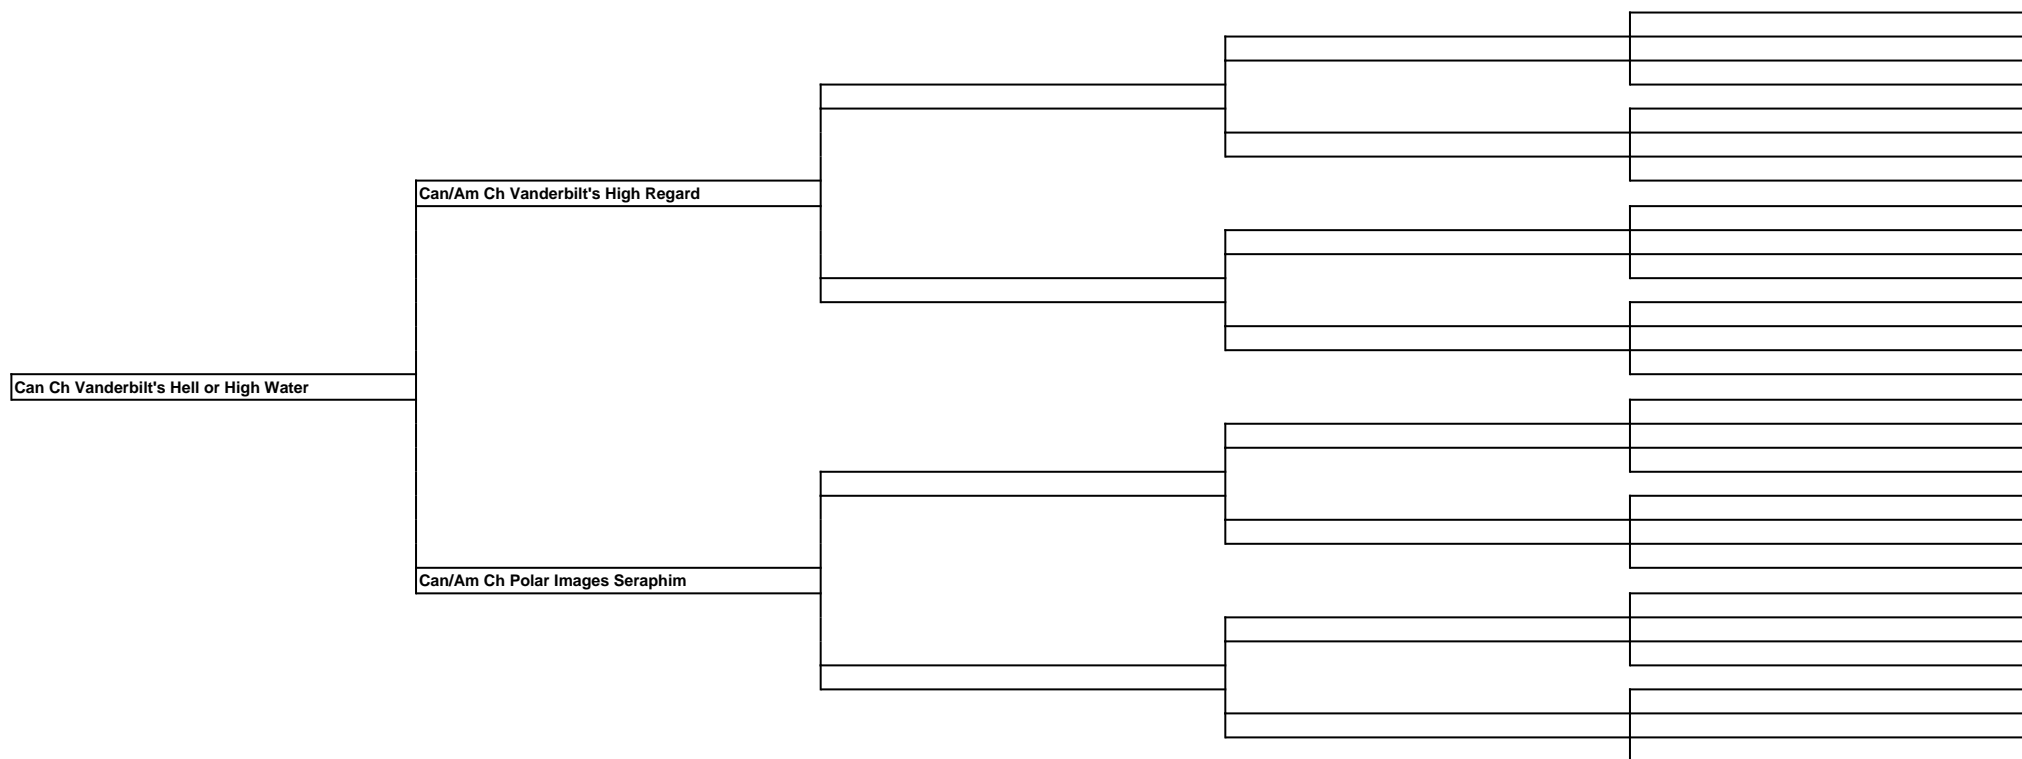 Can/Am Ch Vanderbilt's High Regard
Can Ch Vanderbilt's Hell or High Water
Can/Am Ch Polar Images Seraphim